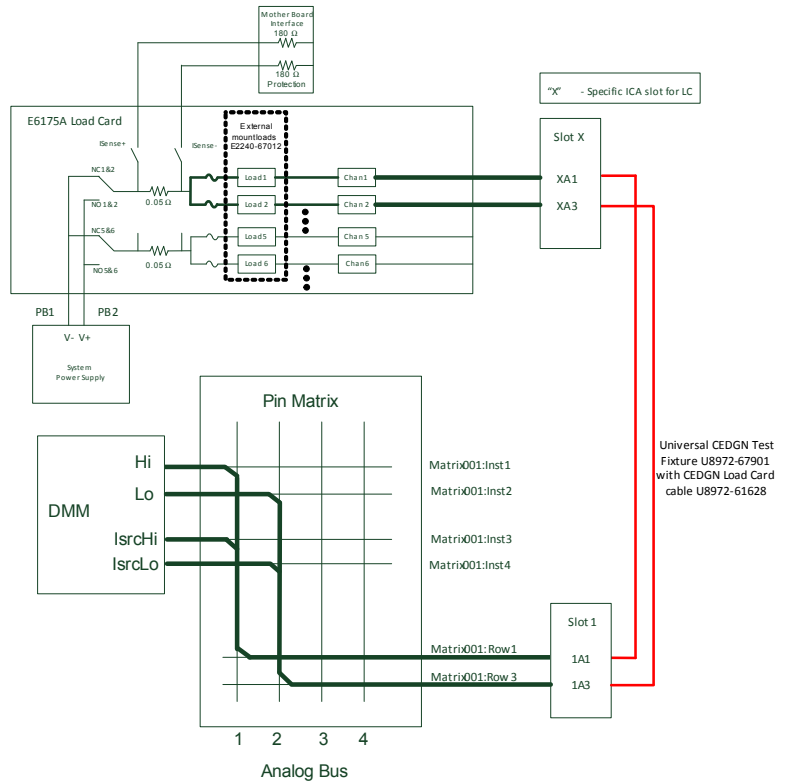 Mother Board
Interface
180 Ω
180 Ω
Protection
"X" - Specific ICA slot for LC
E6175A Load Card
External
mountloads
E2240-67012
ISense+
ISense-
Slot X
NC1&2
Load1
Chan1
XA1
NO1&2
0.05 Ω
Load 2
Chan 2
XA3
NC5&6
Load5
Chan 5
NO5&6
0.05 Ω
Load 6
Chan6
PB1
PB2
V- V+
System
Power Supply
Pin Matrix
Hi
Matrix001:Inst1
Lo
Matrix001:Inst2
DMM
IsrcHi
Matrix001:Inst3
IsrcLo
Matrix001:Inst4
Universal CEDGN Test
Fixture U8972-67901
with CEDGN Load Card
cable U8972-61628
Slot 1
Matrix001:Row1
1A1
Matrix001:Row 3
1A3
1 2 3 4
Analog Bus